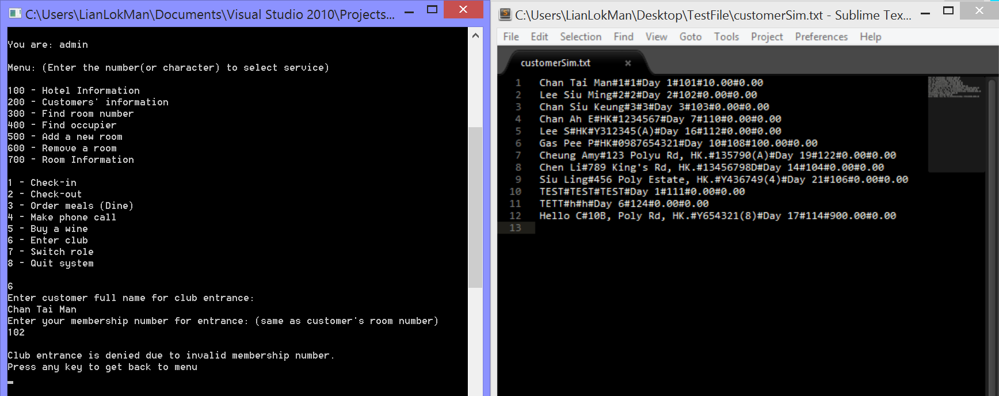 C:\Users\LianLokMan\Documents\Visual Studio 2010\Projects...
You are: admin
Menu: (Enter the number(or character) to select service)
100 - Hotel Information
200 - Customers' information
300 - Find room number
400 - Find occupier
500 - Add a new room
600 - Remove a room
700 - Room Information
1 - Check-in
2 - Check-out
3 - Order meals (Dine)
4 - Make phone call
5 - Buy a wine
6 - Enter club
7 - Switch role
8 - Quit system
6
Enter customer full name for club entrance:
Chan Tai Man
Enter your membership number for entrance: (same as customer's room number)
102
Club entrance is denied due to invalid membership number.
Press any key to get back to menu
C:\Users\LianLokMan\Desktop\TestFile\customerSim.txt - Sublime Tex...
File Edit Selection Find View Goto Tools Project Preferences Help
customerSim.txt
1 Chan Tai Man#1#1#Day 1#101#10.00#0.00
2 Lee Siu Ming#2#2#Day 2#102#0.00#0.00
3 Chan Siu Keung#3#3#Day 3#103#0.00#0.00
4 Chan Ah E#HK#1234567#Day 7#110#0.00#0.00
5 Lee S#HK#Y312345(A)#Day 16#112#0.00#0.00
6 Gas Pee P#HK#0987654321#Day 10#108#100.00#0.00
7 Cheung Amy#123 Polyu Rd, HK.#135790(A)#Day 19#122#0.00#0.00
8 Chen Li#789 King's Rd, HK.#13456798D#Day 14#104#0.00#0.00
9 Siu Ling#456 Poly Estate, HK.#Y436749(4)#Day 21#106#0.00#0.00
10 TEST#TEST#TEST#Day 1#111#0.00#0.00
11 TETT#h#h#Day 6#124#0.00#0.00
12 Hello C#10B, Poly Rd, HK.#Y654321(8)#Day 17#114#900.00#0.00
13